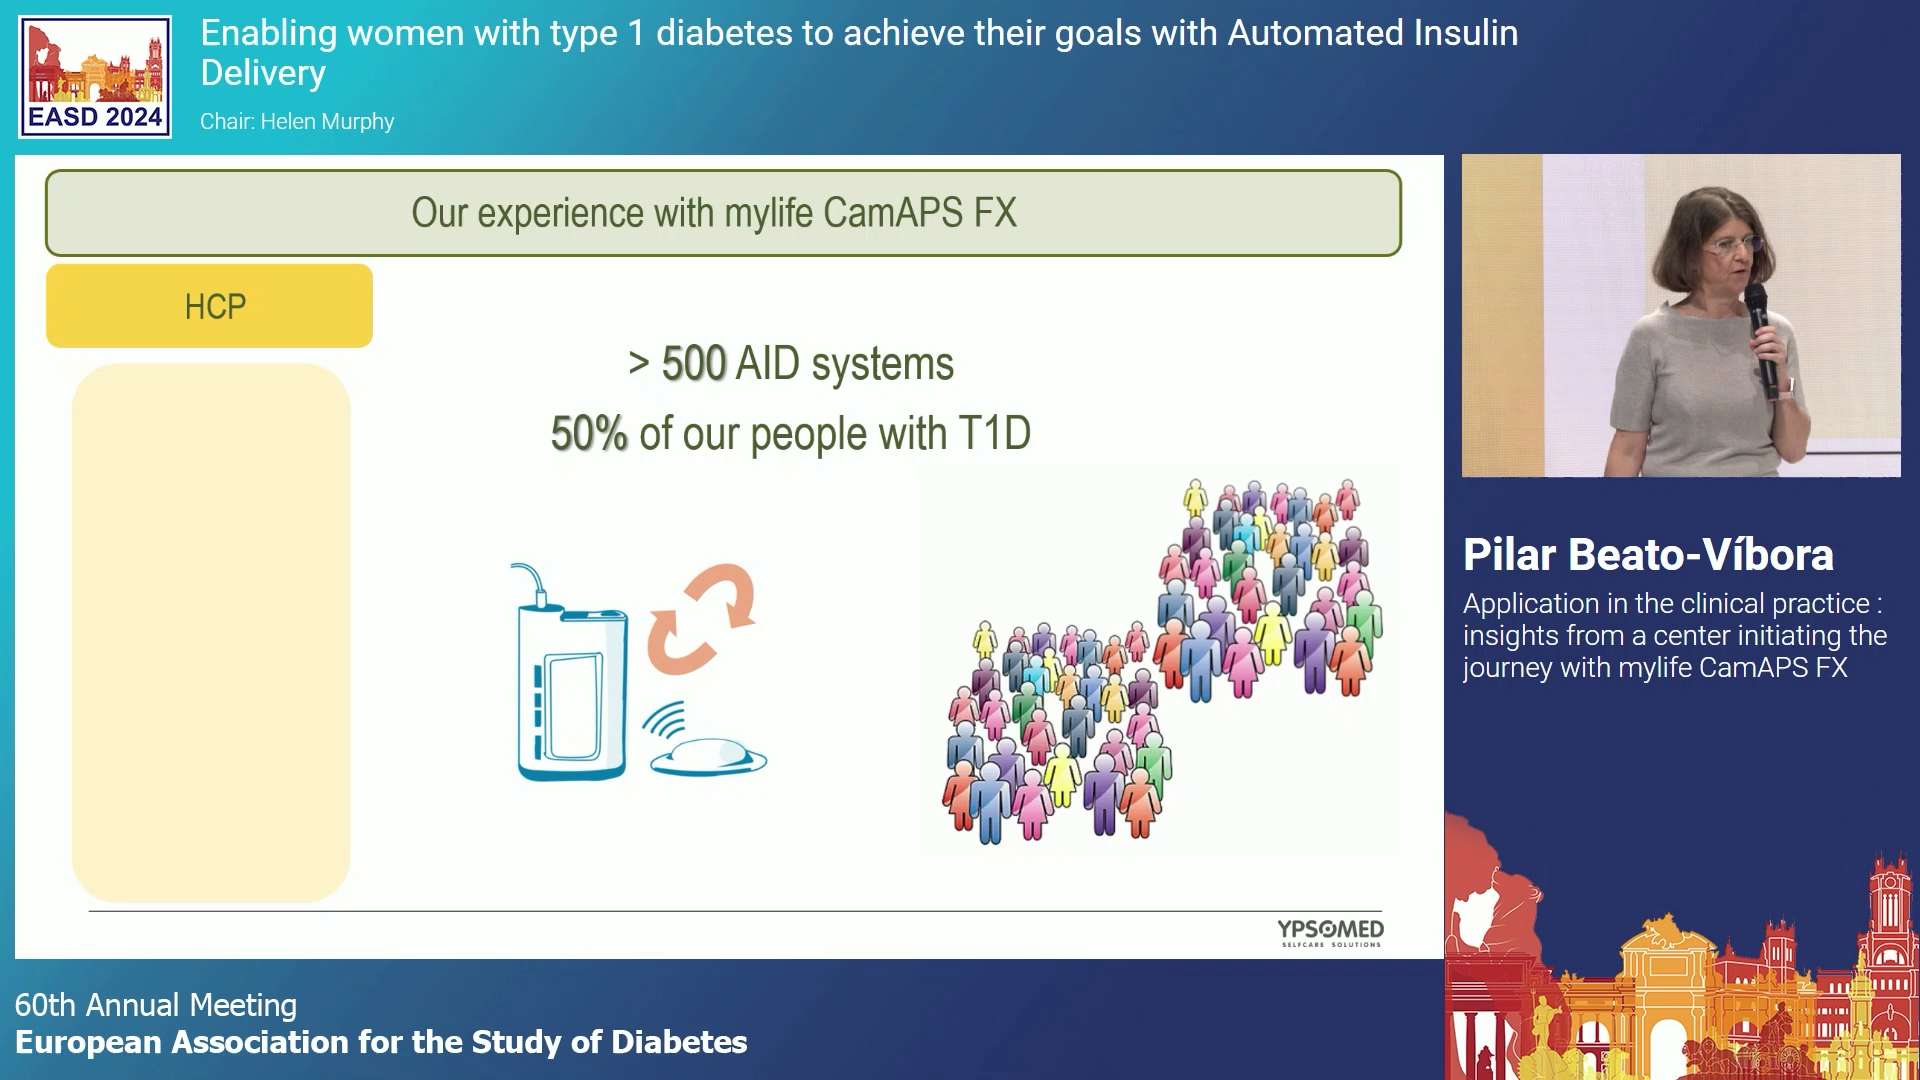 Enabling women with type 1 diabetes to achieve their goals with Automated Insulin
Delivery
Chair: Helen Murphy
EASD 2024
Our experience with mylife CamAPS FX
HCP
> 500 AID systems
50% of our people with T1D
YPSOMED
SELFCARE SOLUTIONS
Pilar Beato-Víbora
Application in the clinical practice :
insights from a center initiating the
journey with mylife CamAPS FX
60th Annual Meeting
European Association for the Study of Diabetes